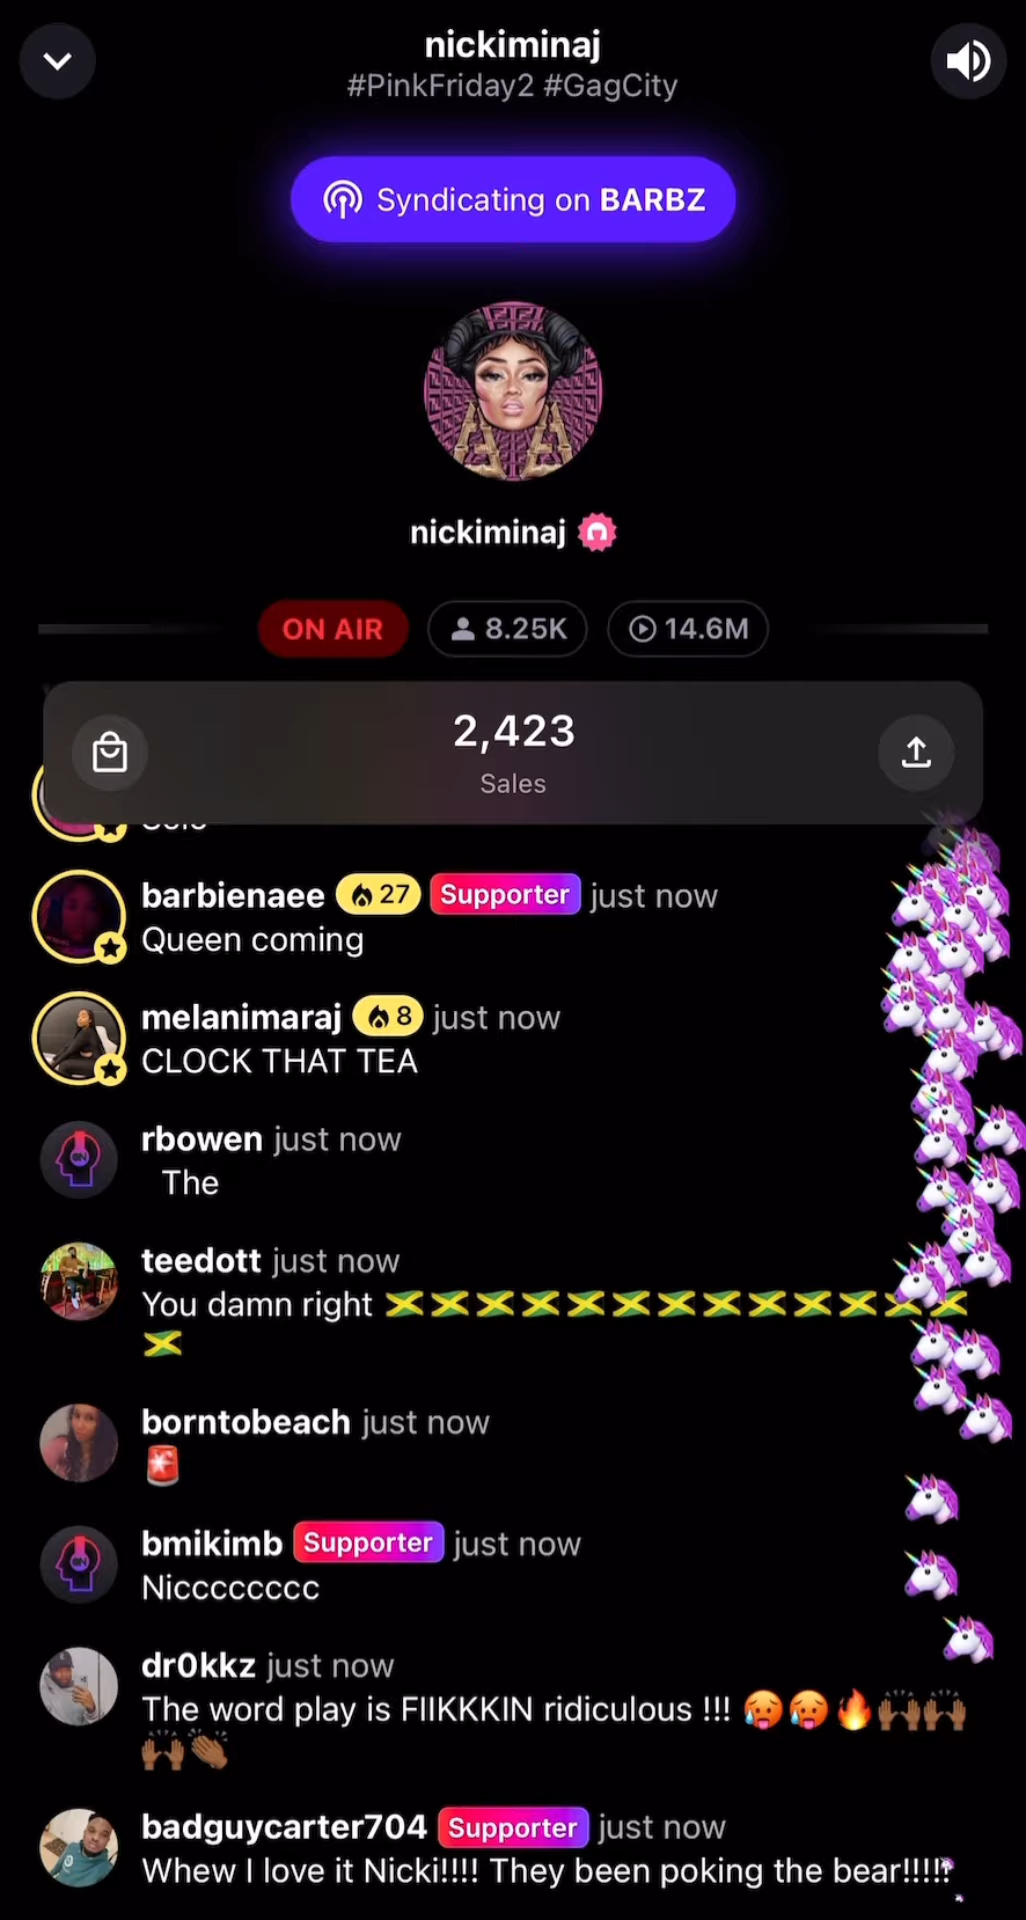 nickiminaj
#PinkFriday2 #GagCity
Syndicating on BARBZ
nickiminaj
ON AIR 8.25K 14.6M
2,423
Sales
barbienaee 27 Supporter just now
Queen coming
melanimaraj 8 just now
CLOCK THAT TEA
rbowen just now
The
teedott just now
You damn right 🇯🇲🇯🇲🇯🇲🇯🇲🇯🇲🇯🇲🇯🇲🇯🇲🇯🇲🇯🇲🇯🇲🇯🇲🇯🇲
🇯🇲
borntobeach just now
🚨
bmikimb Supporter just now
Nicccccccc
dr0kkz just now
The word play is FIIKKKIN ridiculous !!! 🥵🥵🔥🙌🏾🙌🏾
🙌🏾👏🏾
badguycarter704 Supporter just now
Whew I love it Nicki!!!! They been poking the bear!!!!!